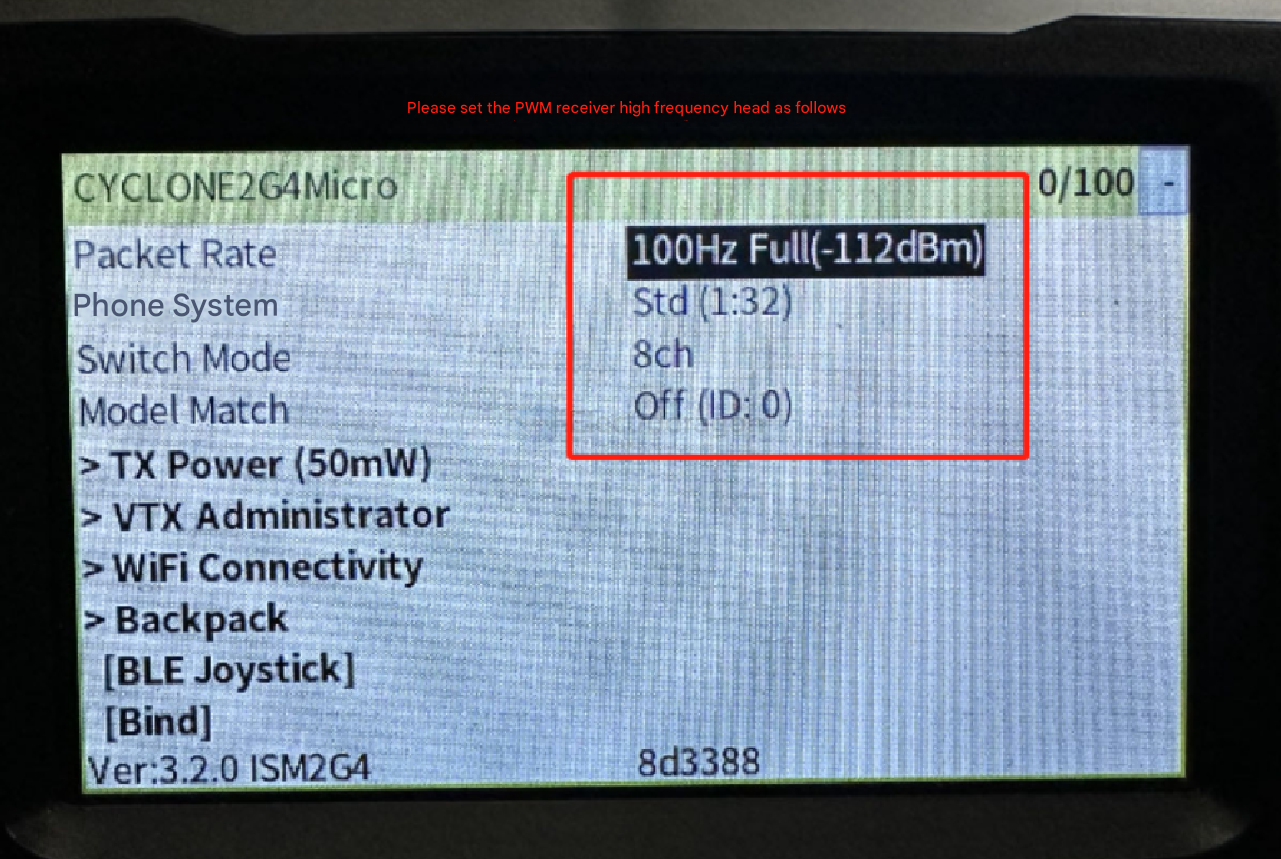 Please set the PWM receiver high frequency head as follows
CYCLONE2G4Micro 0/100 -
Packet Rate 100Hz Full(-112dBm)
Phone System Std (1:32)
Switch Mode 8ch
Model Match Off (ID: 0)
> TX Power (50mW)
> VTX Administrator
> WiFi Connectivity
> Backpack
[BLE Joystick]
[Bind]
Ver:3.2.0 ISM2G4 8d3388